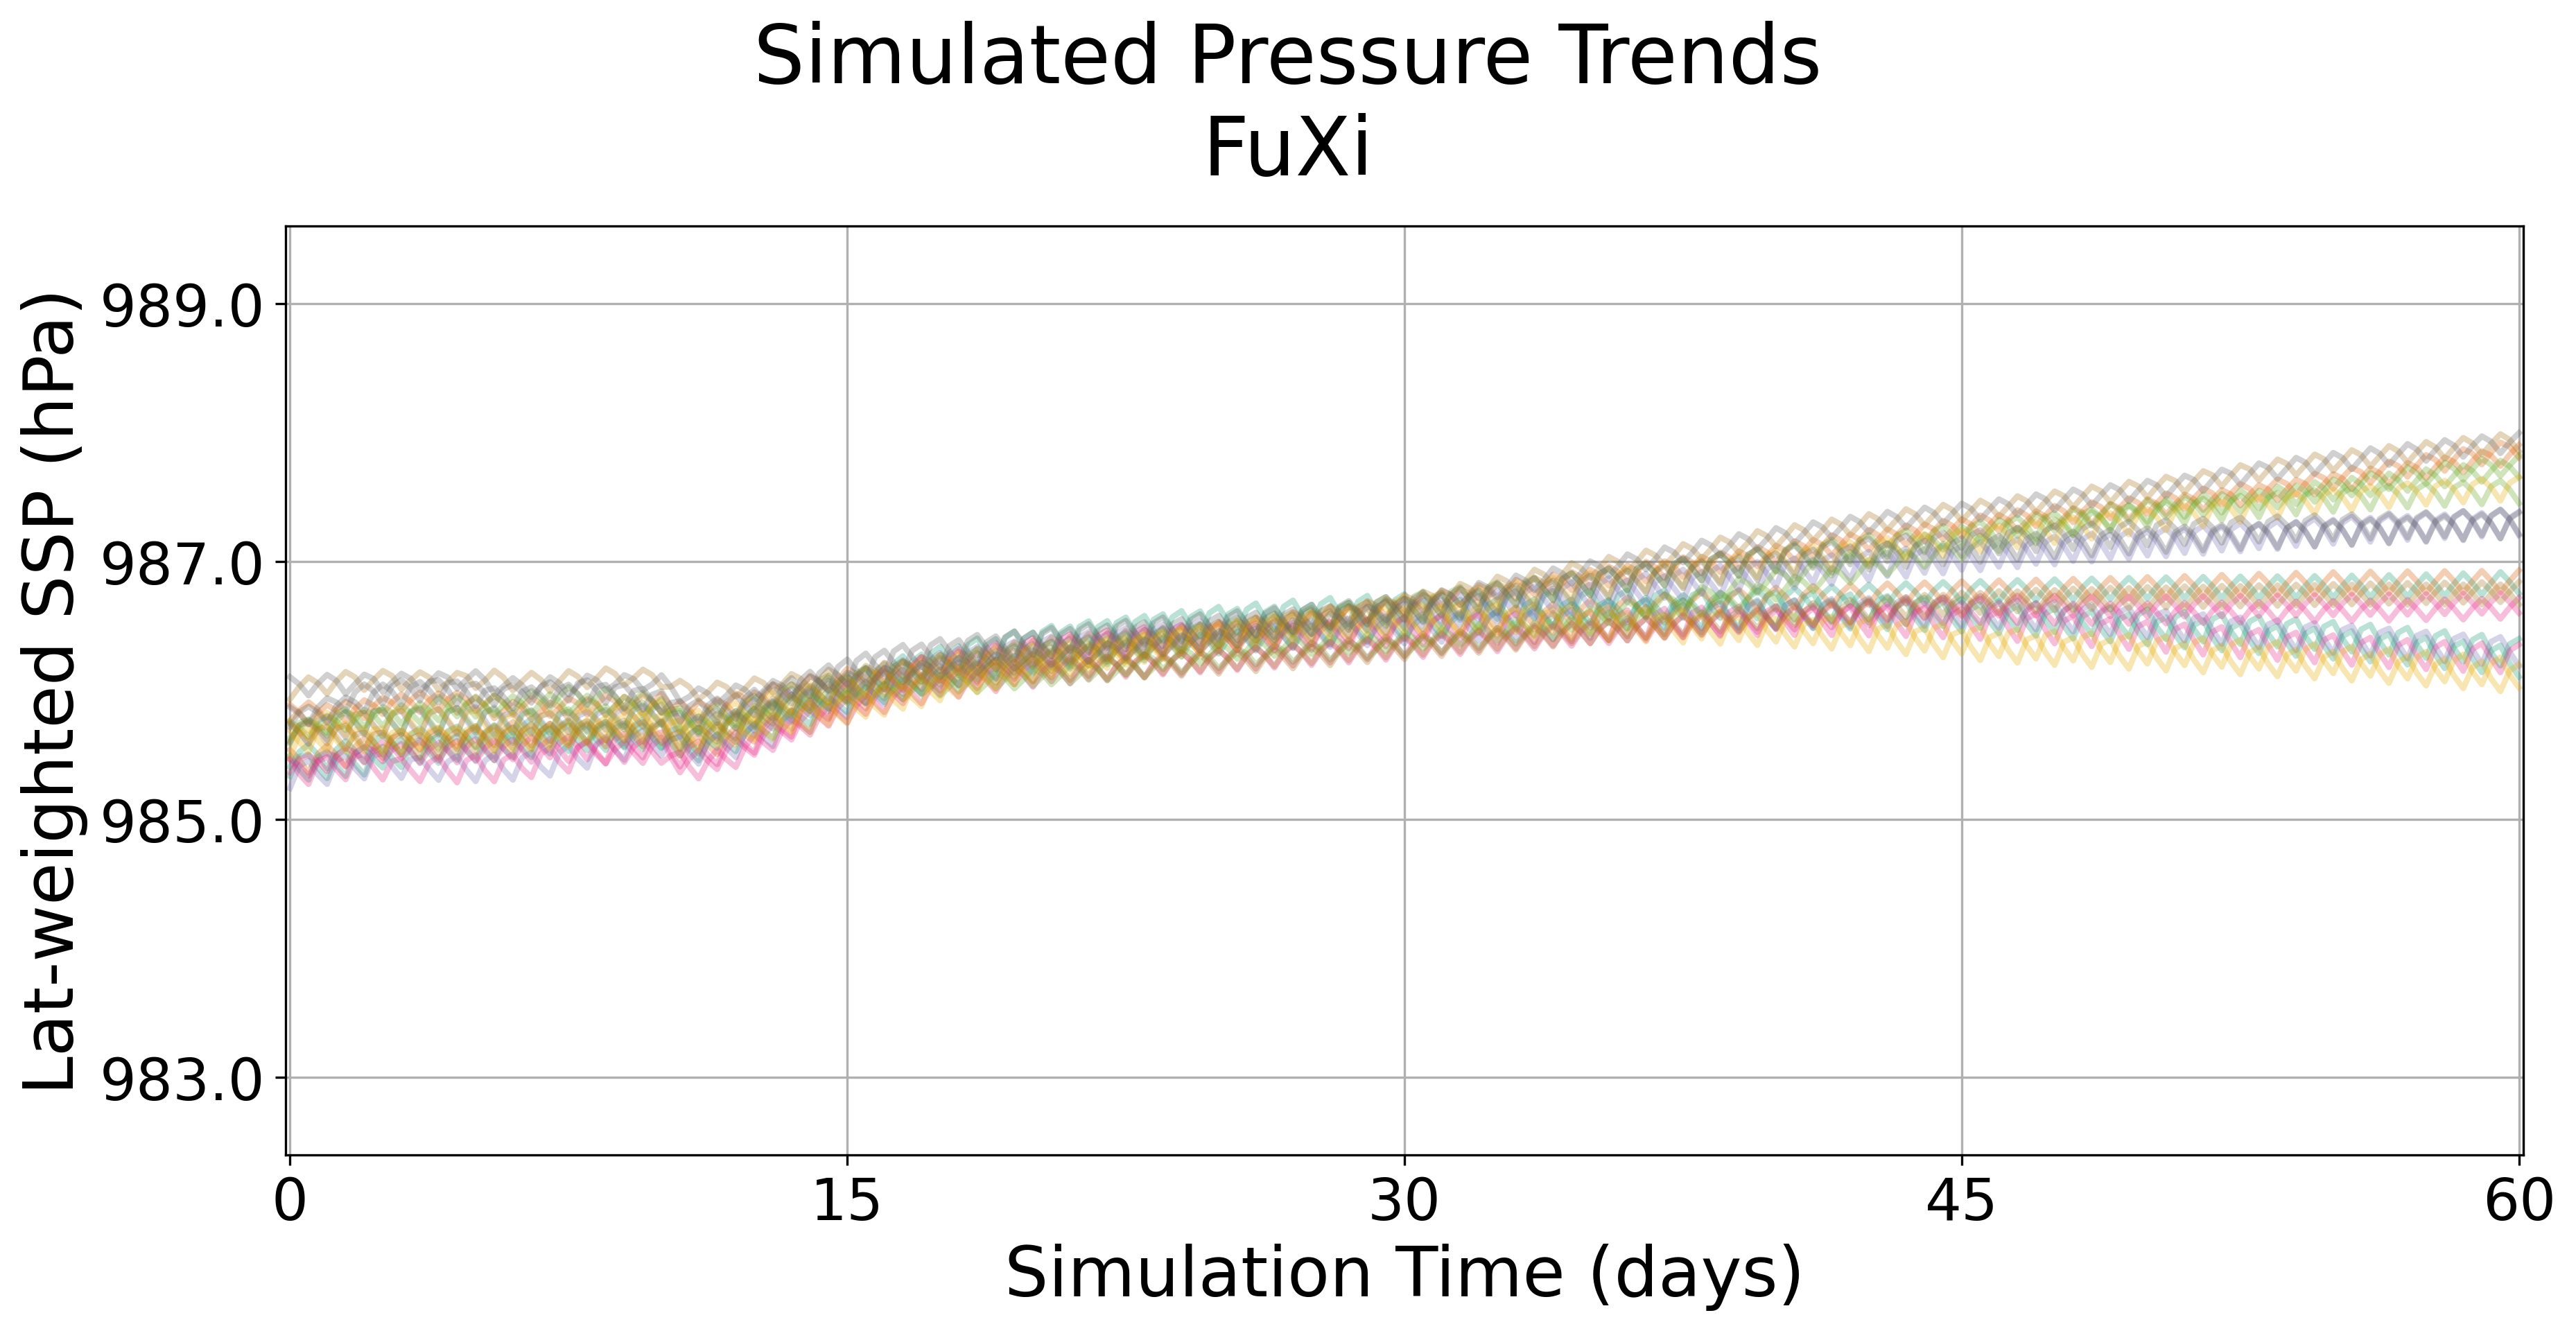 Simulated Pressure Trends
FuXi
Lat-weighted SSP (hPa)
989.0
987.0
985.0
983.0
0 15 30 45 60
Simulation Time (days)